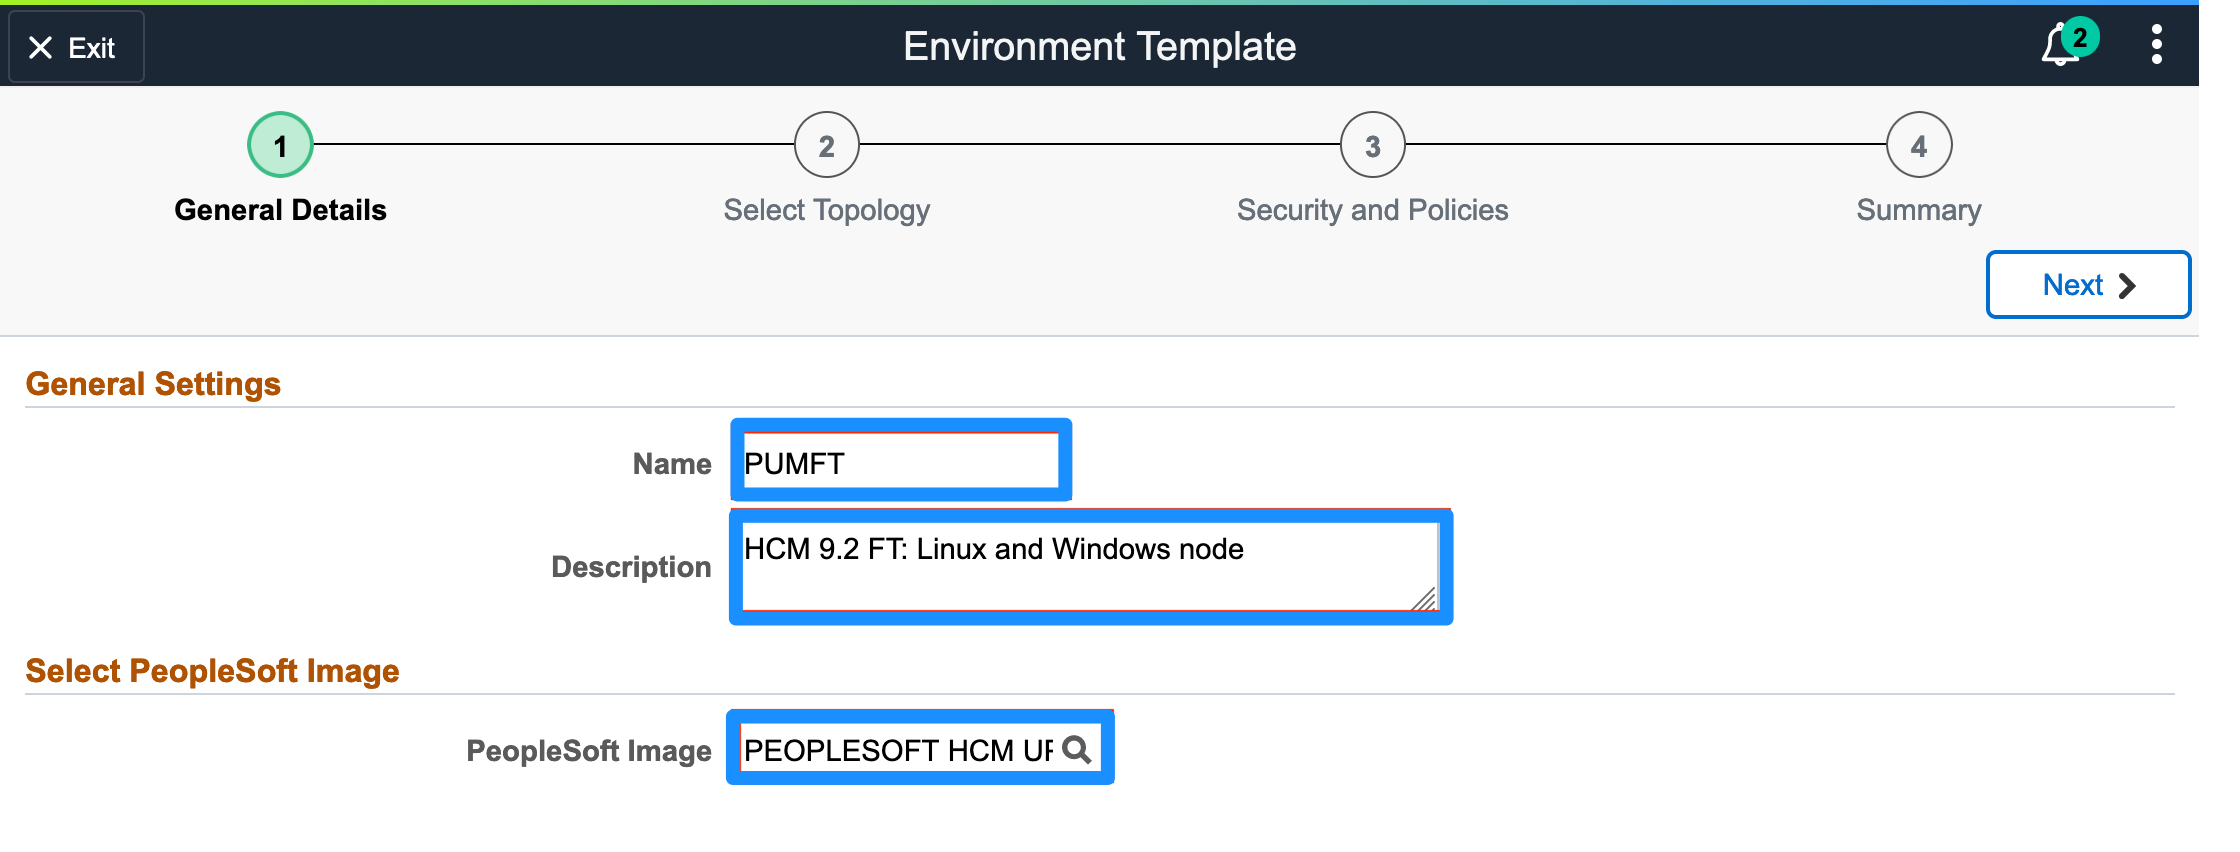 Exit
Environment Template
2
1
2
3
4
General Details
Select Topology
Security and Policies
Summary
Next
General Settings
Name
PUMFT
Description
HCM 9.2 FT: Linux and Windows node
Select PeopleSoft Image
PeopleSoft Image
PEOPLESOFT HCM